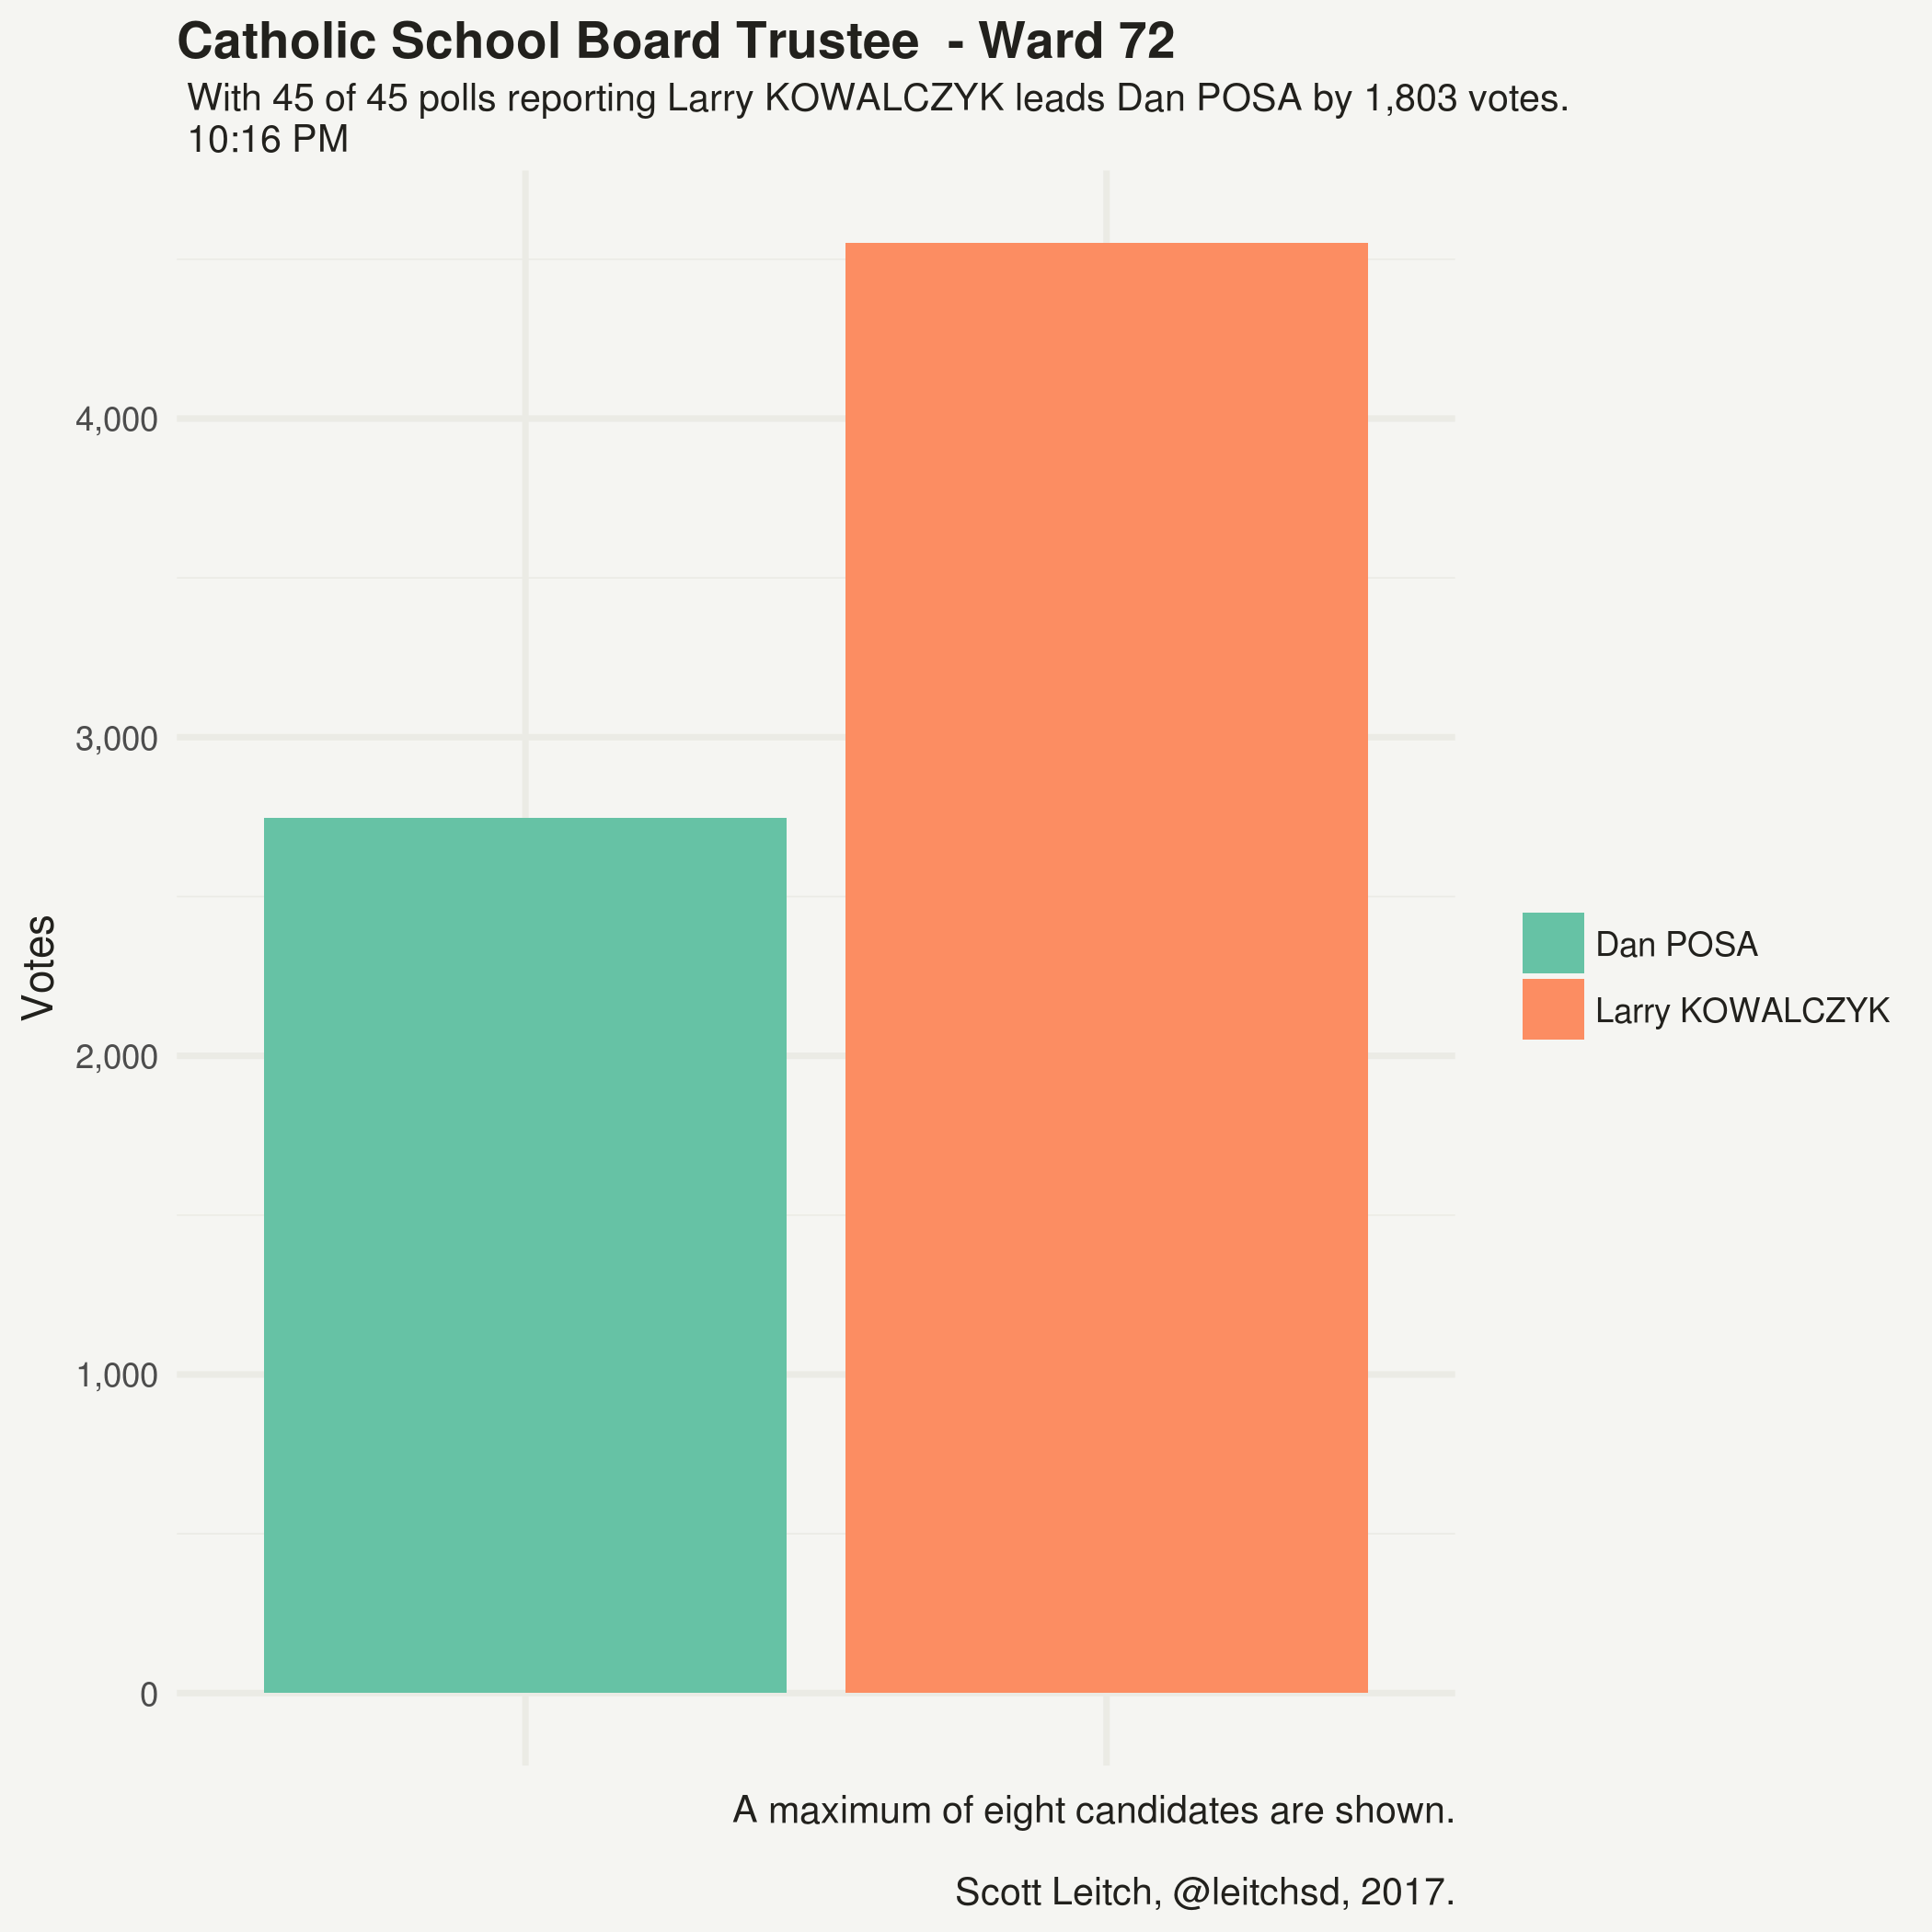 Catholic School Board Trustee  - Ward 72
With 45 of 45 polls reporting Larry KOWALCZYK leads Dan POSA by 1,803 votes.
10:16 PM
Votes
4,000
3,000
2,000
1,000
0
Dan POSA
Larry KOWALCZYK
A maximum of eight candidates are shown.
Scott Leitch, @leitchsd, 2017.